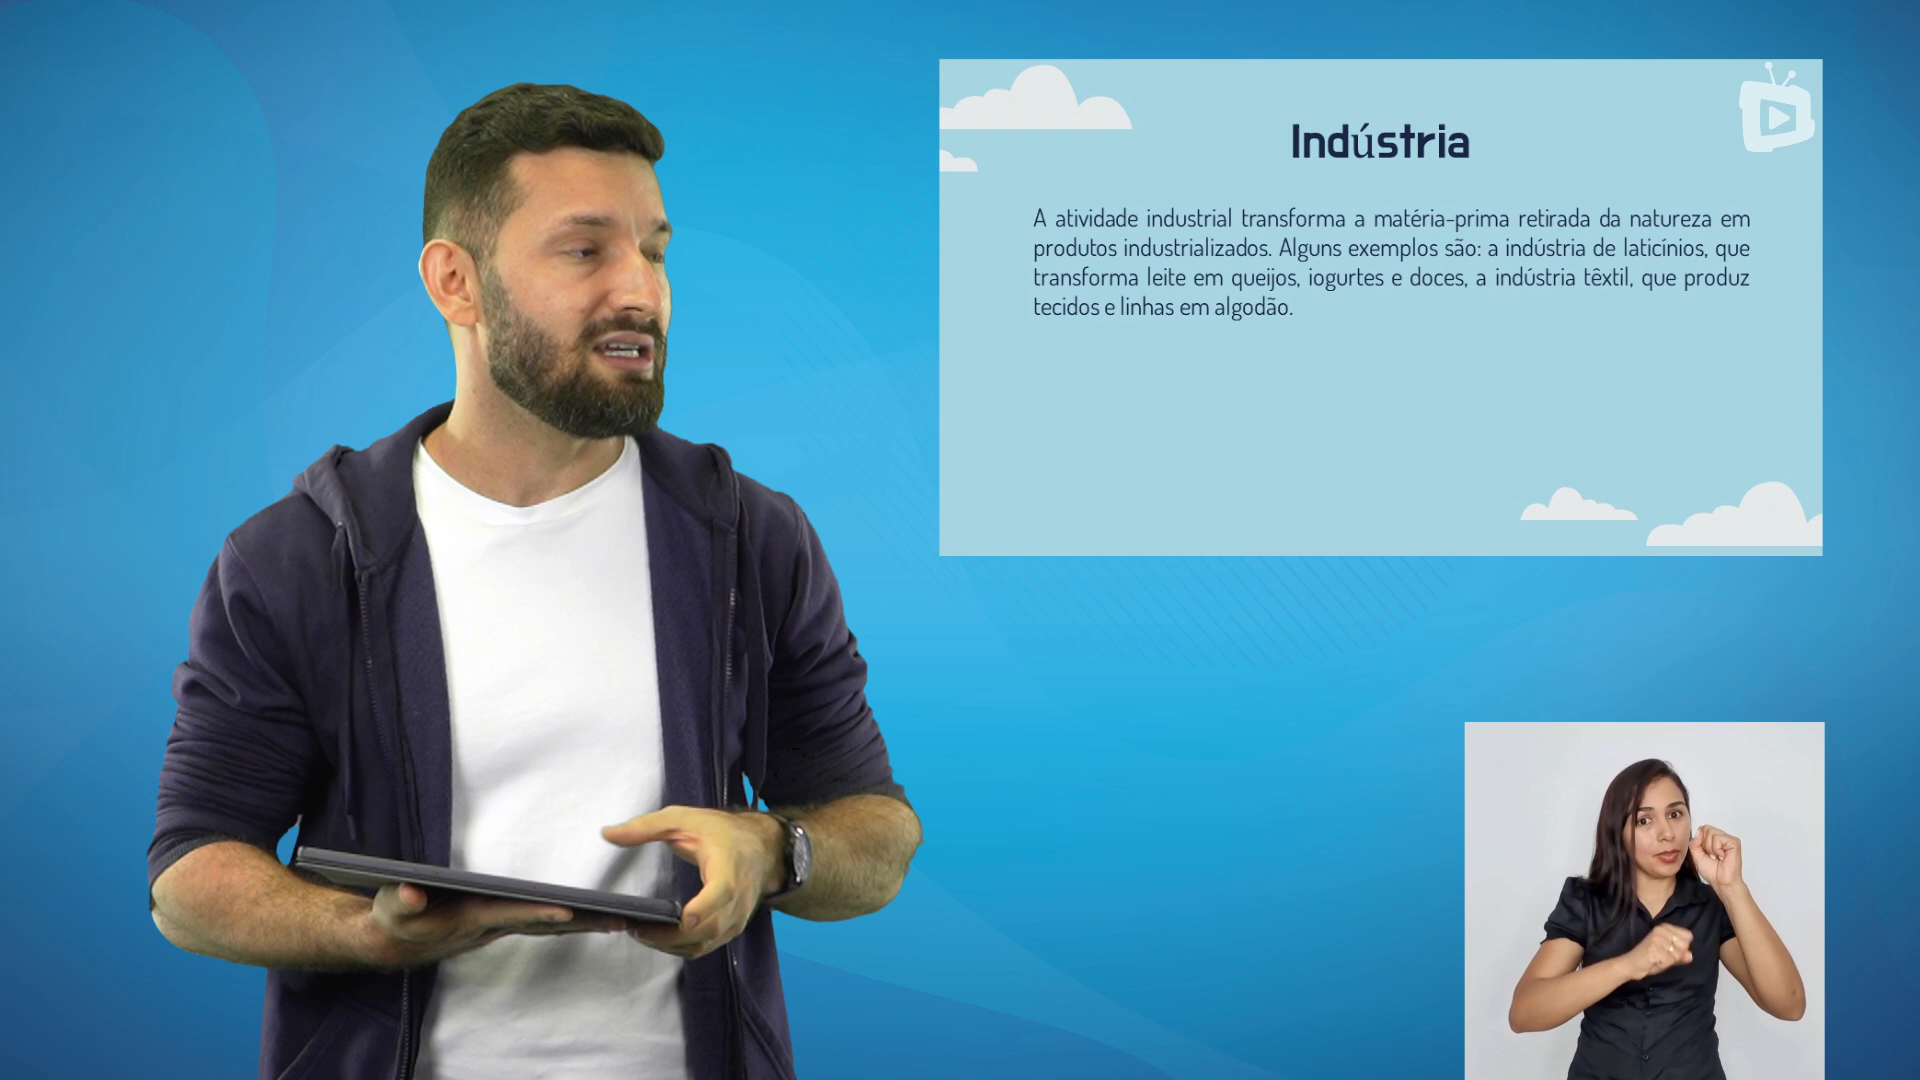 Indústria
A atividade industrial transforma a matéria-prima retirada da natureza em
produtos industrializados. Alguns exemplos são: a indústria de laticínios, que
transforma leite em queijos, iogurtes e doces, a indústria têxtil, que produz
tecidos e linhas em algodão.